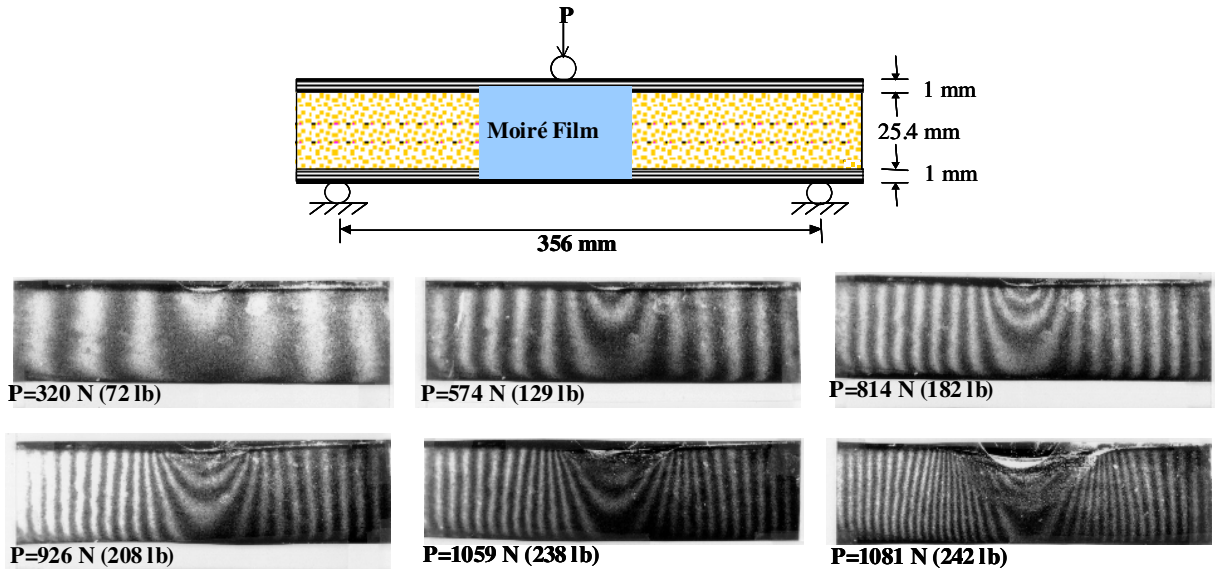 P
1 mm
Moiré Film
25.4 mm
1 mm
356 mm
P=320 N (72 lb)
P=574 N (129 lb)
P=814 N (182 lb)
P=926 N (208 lb)
P=1059 N (238 lb)
P=1081 N (242 lb)